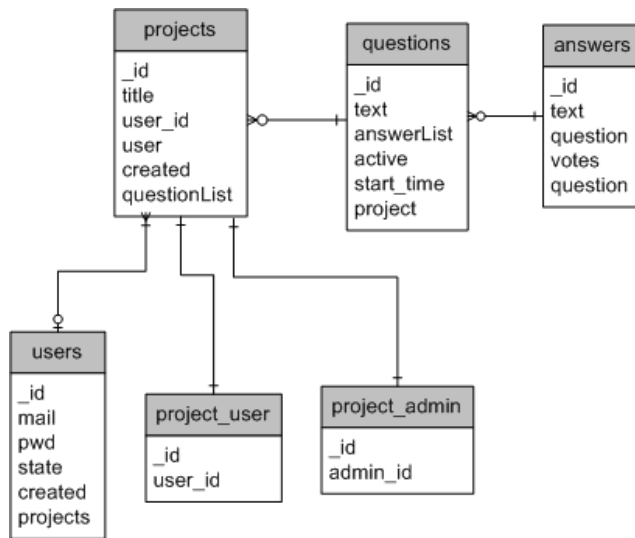 projects
_id
title
user_id
user
created
questionList
questions
_id
text
answerList
active
start_time
project
answers
_id
text
question
votes
question
users
_id
mail
pwd
state
created
projects
project_user
_id
user_id
project_admin
_id
admin_id